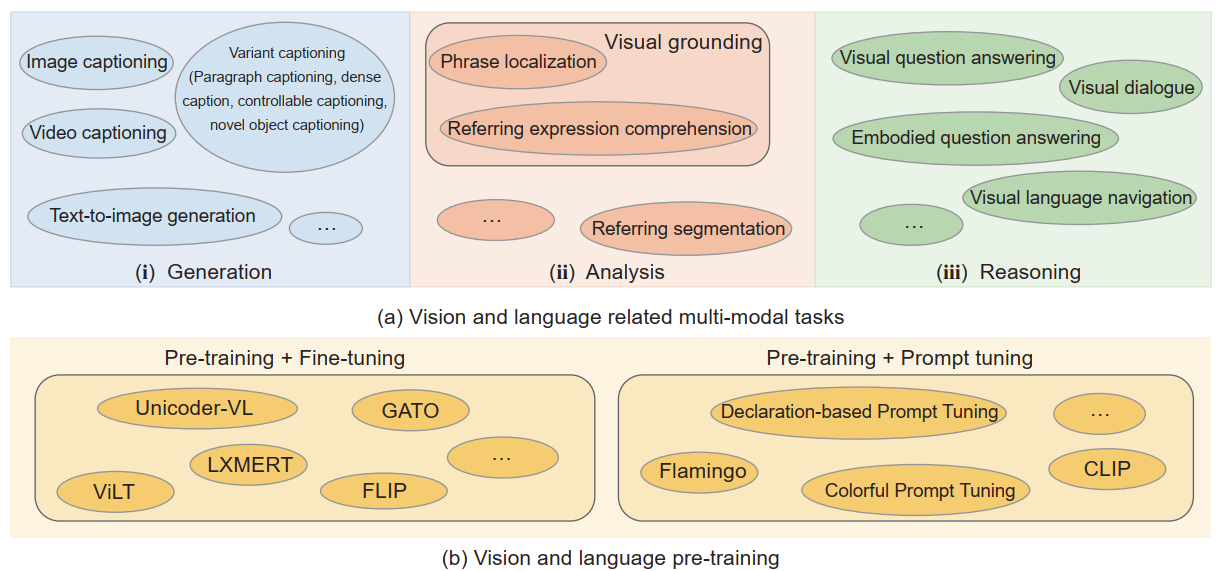 Image captioning
Variant captioning
(Paragraph captioning, dense
caption, controllable captioning,
novel object captioning)
Video captioning
Text-to-image generation
...
(i) Generation
Visual grounding
Phrase localization
Referring expression comprehension
...
Referring segmentation
(ii) Analysis
Visual question answering
Visual dialogue
Embodied question answering
Visual language navigation
...
(iii) Reasoning
(a) Vision and language related multi-modal tasks
Pre-training + Fine-tuning
Unicoder-VL
GATO
LXMERT
...
ViLT
FLIP
Pre-training + Prompt tuning
Declaration-based Prompt Tuning
...
Flamingo
CLIP
Colorful Prompt Tuning
(b) Vision and language pre-training